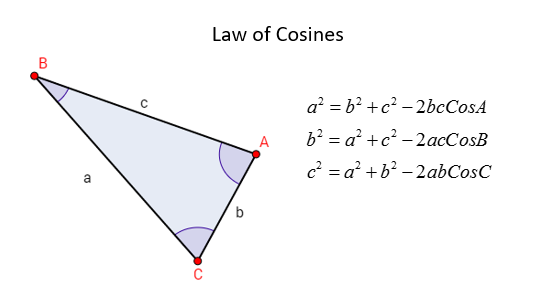 Law of Cosines
B
c
a² = b² + c² – 2bcCosA
A
b² = a² + c² – 2acCosB
c² = a² + b² – 2abCosC
a
b
C